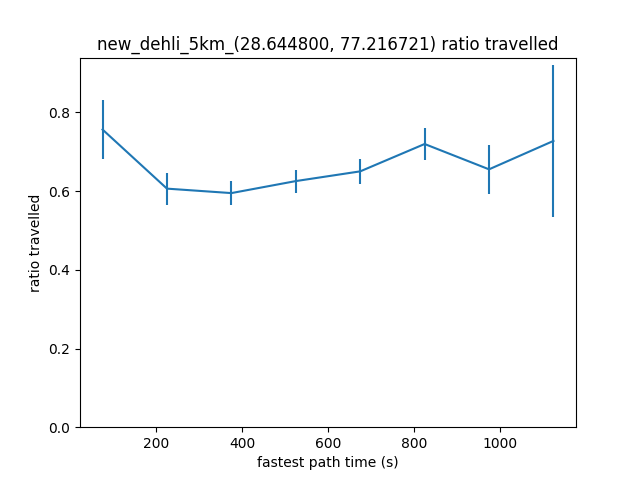 new_dehli_5km_(28.644800, 77.216721) ratio travelled
ratio travelled
0.8
0.6
0.4
0.2
0.0
200 400 600 800 1000
fastest path time (s)